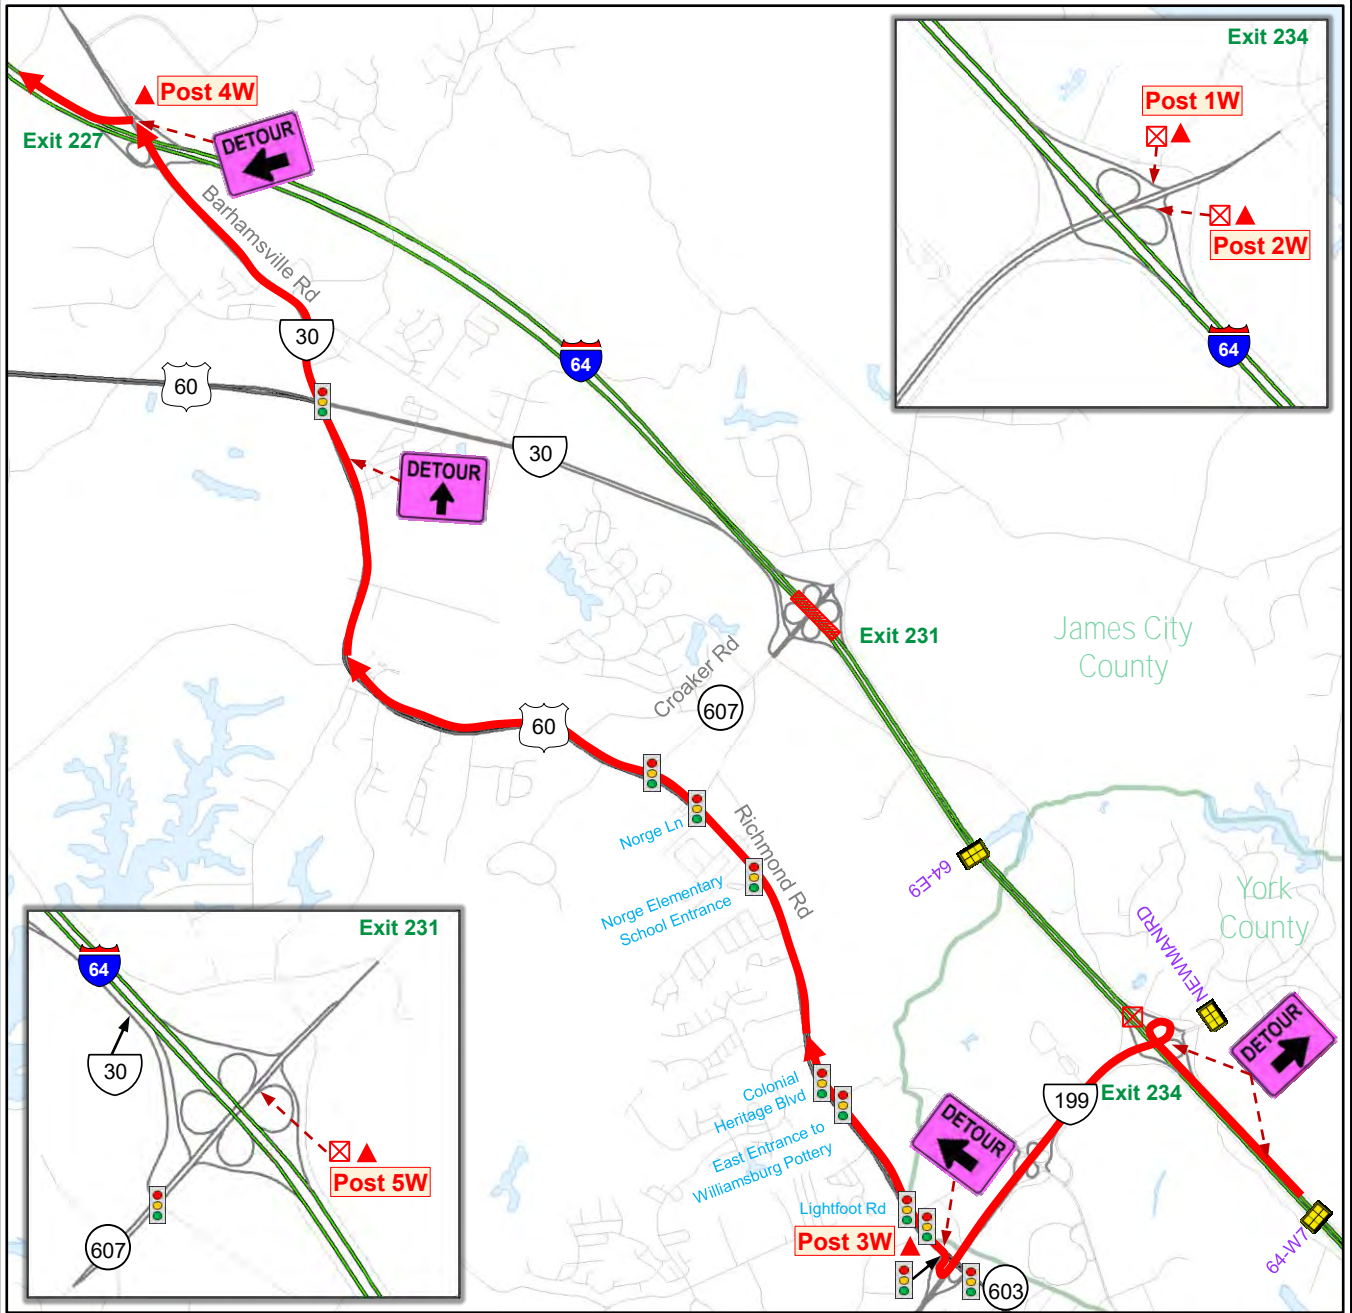 Exit 234
Post 1W
Post 2W
64
Post 4W
Exit 227
DETOUR
Barhamsville Rd
30
60
64
30
DETOUR
Exit 231
James City
County
Croaker Rd
607
60
Norge Ln
Richmond Rd
Norge Elementary
School Entrance
64-E9
York
County
NEWMANRD
Exit 231
64
30
Post 5W
607
DETOUR
Exit 234
199
Colonial
Heritage Blvd
East Entrance to
Williamsburg Pottery
DETOUR
Lightfoot Rd
Post 3W
603
64-W7